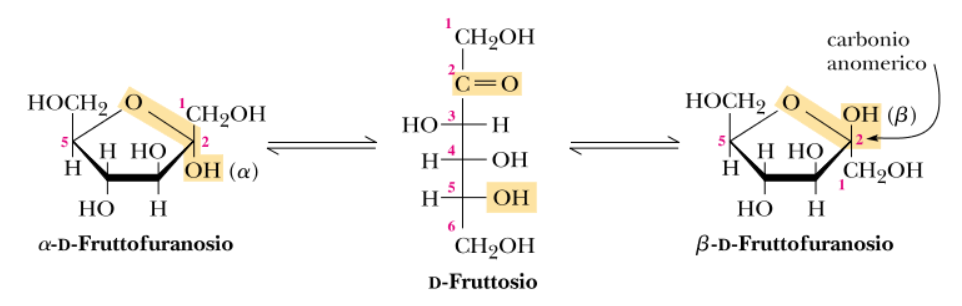 HOCH2 O 1 CH2OH
5 H H HO 2 OH (α)
HO H
α-D-Fruttofuranosio
1 CH2OH
2 C=O
HO 3 H
H 4 OH
H 5 OH
6 CH2OH
D-Fruttosio
carbonio
anomerico
HOCH2 O OH (β)
5 H H HO 2
1 CH2OH
HO H
β-D-Fruttofuranosio